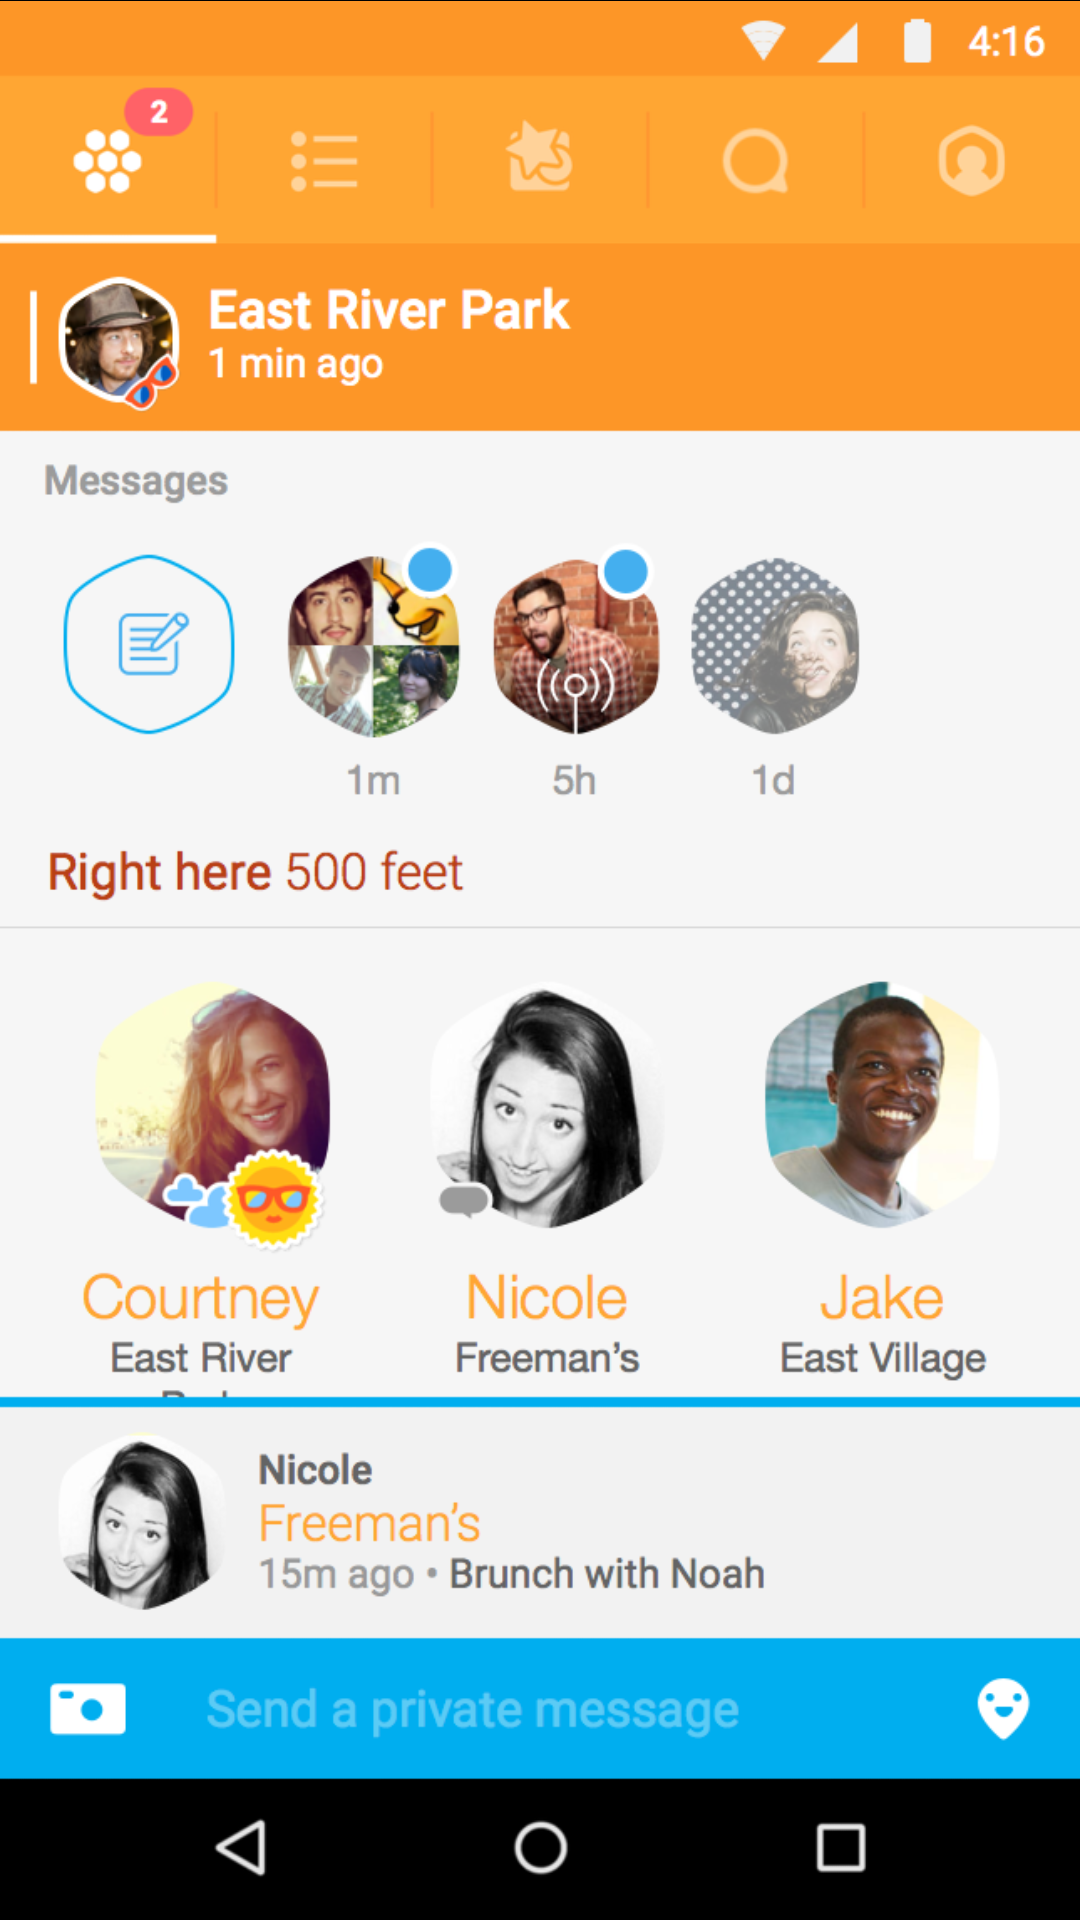 4:16
2
East River Park
1 min ago
Messages
1m
5h
1d
Right here 500 feet
Courtney
Nicole
Jake
East River
Freeman’s
East Village
Nicole
Freeman’s
15m ago • Brunch with Noah
Send a private message